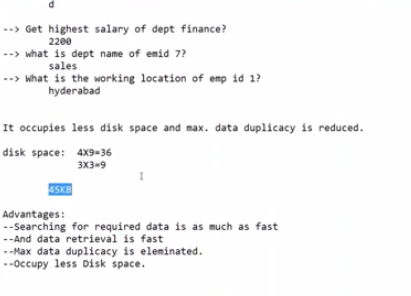 d
--> Get highest salary of dept finance?
2200
--> what is dept name of emid 7?
sales
--> What is the working location of emp id 1?
hyderabad
It occupies less disk space and max. data duplicacy is reduced.
disk space: 4X9=36
3X3=9
45KB
Advantages:
--Searching for required data is as much as fast
--And data retrieval is fast
--Max data duplicacy is eleminated.
--Occupy less Disk space.